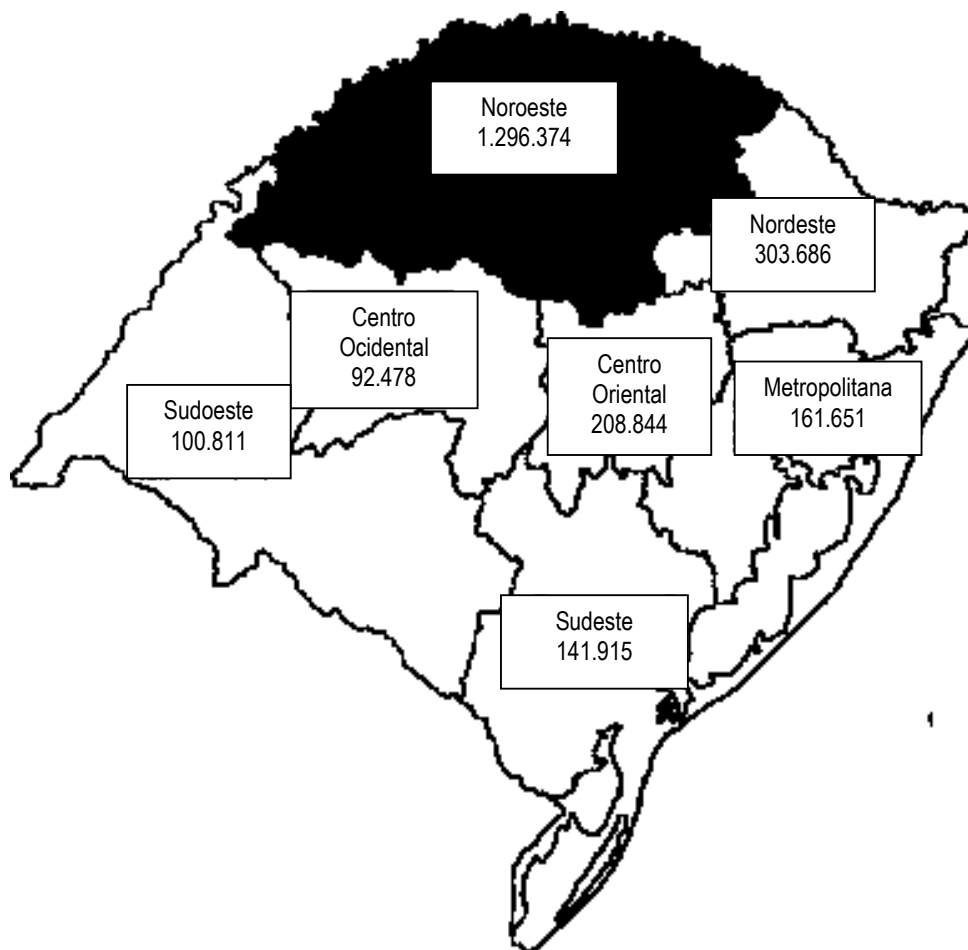 Noroeste
1.296.374
Nordeste
303.686
Centro
Ocidental
92.478
Centro
Oriental
208.844
Metropolitana
161.651
Sudoeste
100.811
Sudeste
141.915